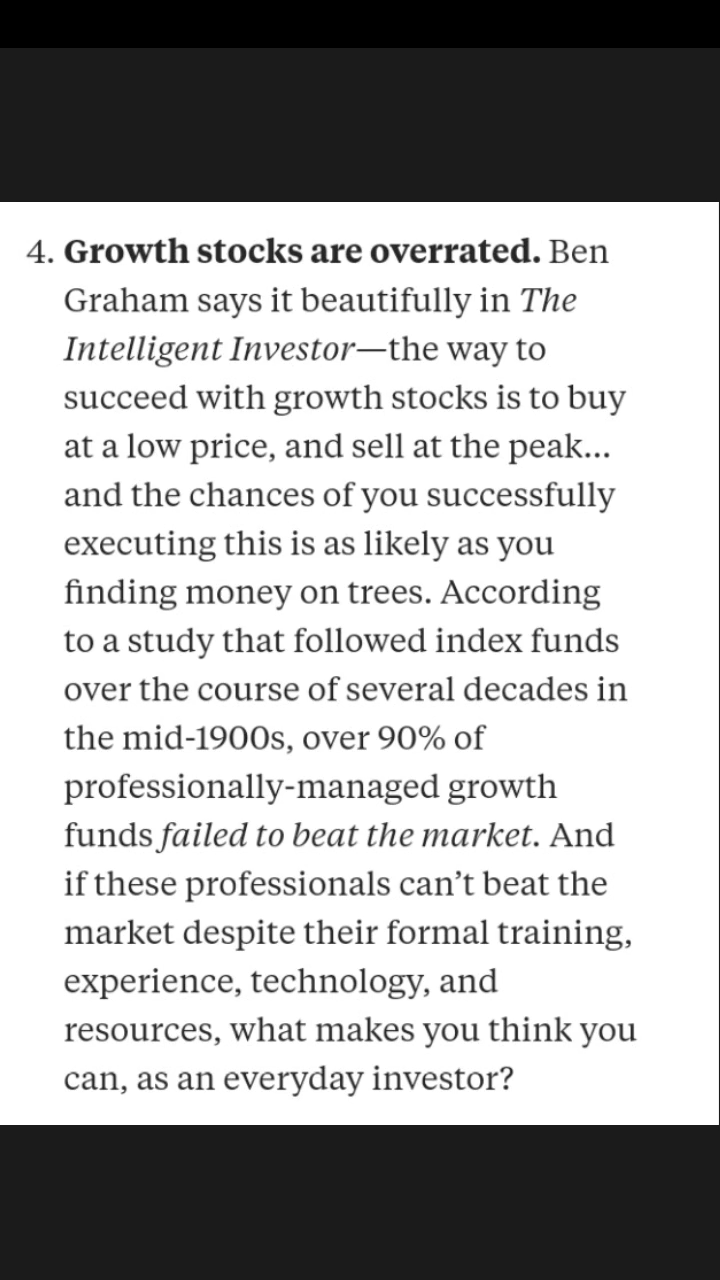 4. Growth stocks are overrated. Ben
Graham says it beautifully in The
Intelligent Investor—the way to
succeed with growth stocks is to buy
at a low price, and sell at the peak...
and the chances of you successfully
executing this is as likely as you
finding money on trees. According
to a study that followed index funds
over the course of several decades in
the mid-1900s, over 90% of
professionally-managed growth
funds failed to beat the market. And
if these professionals can’t beat the
market despite their formal training,
experience, technology, and
resources, what makes you think you
can, as an everyday investor?